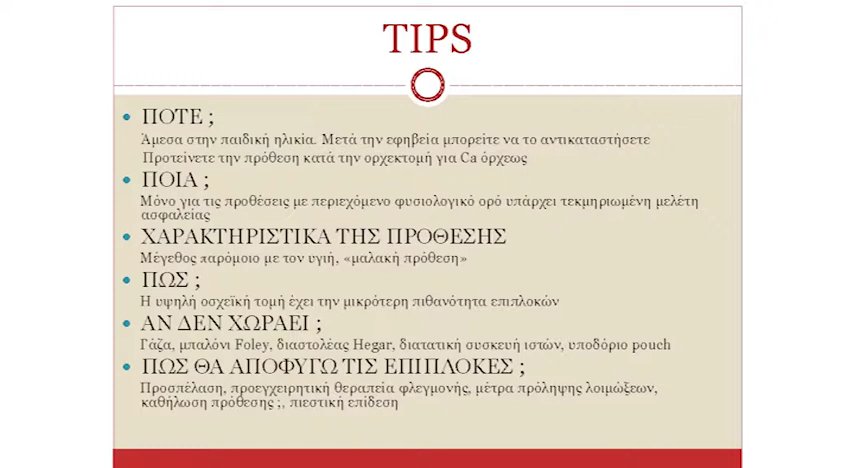 TIPS
ΠΟΤΕ ;
Άμεσα στην παιδική ηλικία. Μετά την εφηβεία μπορείτε να το αντικαταστήσετε
Προτείνετε την πρόθεση κατά την ορχεκτομή για Ca όρχεως
ΠΟΙΑ ;
Μόνο για τις προθέσεις με περιεχόμενο φυσιολογικό ορό υπάρχει τεκμηριωμένη μελέτη
ασφαλείας
ΧΑΡΑΚΤΗΡΙΣΤΙΚΑ ΤΗΣ ΠΡΟΘΕΣΗΣ
Μέγεθος παρόμοιο με τον υγιή, «μαλακή πρόθεση»
ΠΩΣ ;
Η υψηλή οσχεϊκή τομή έχει την μικρότερη πιθανότητα επιπλοκών
ΑΝ ΔΕΝ ΧΩΡΑΕΙ ;
Γάζα, μπαλόνι Foley, διαστολέας Hegar, διατατική συσκευή ιστών, υποδόριο pouch
ΠΩΣ ΘΑ ΑΠΟΦΥΓΩ ΤΙΣ ΕΠΙΠΛΟΚΕΣ ;
Προσπέλαση, προεγχειρητική θεραπεία φλεγμονής, μέτρα πρόληψης λοιμώξεων,
καθήλωση πρόθεσης ;, πιεστική επίδεση